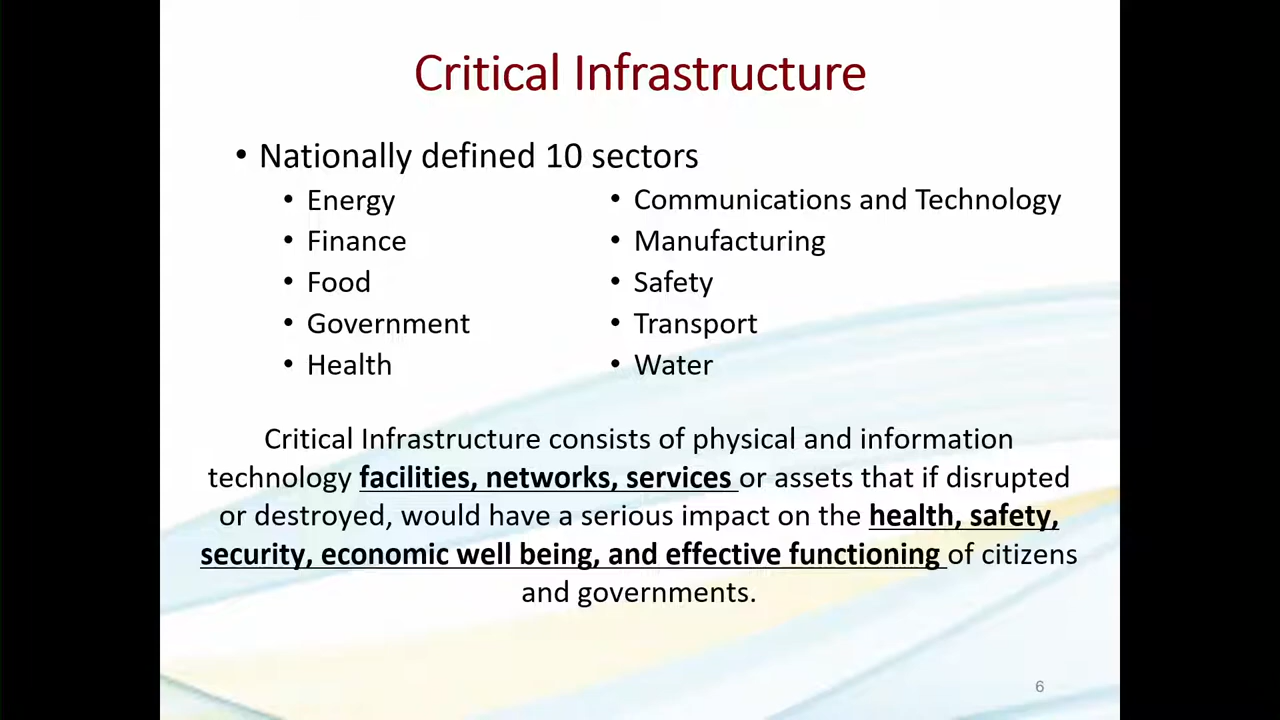 Critical Infrastructure
• Nationally defined 10 sectors
• Energy
• Finance
• Food
• Government
• Health
• Communications and Technology
• Manufacturing
• Safety
• Transport
• Water
Critical Infrastructure consists of physical and information
technology facilities, networks, services or assets that if disrupted
or destroyed, would have a serious impact on the health, safety,
security, economic well being, and effective functioning of citizens
and governments.
6